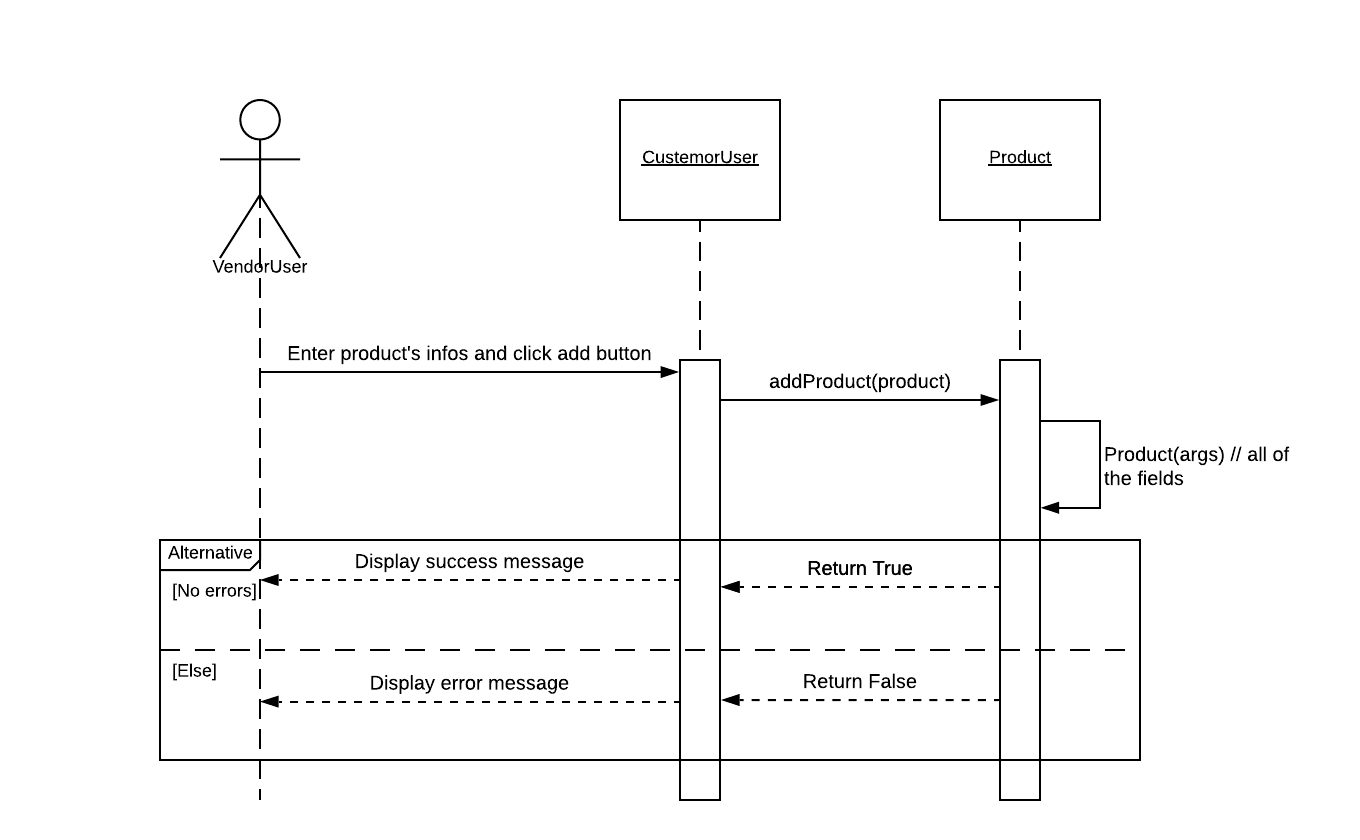 CustemorUser
Product
VendorUser
Enter product's infos and click add button
addProduct(product)
Product(args) // all of
the fields
Alternative
Display success message
Return True
[No errors]
[Else]
Display error message
Return False